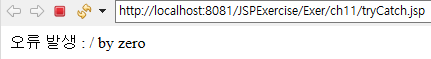 http://localhost:8081/JSPExercise/Exer/ch11/tryCatch.jsp
오류 발생 : / by zero